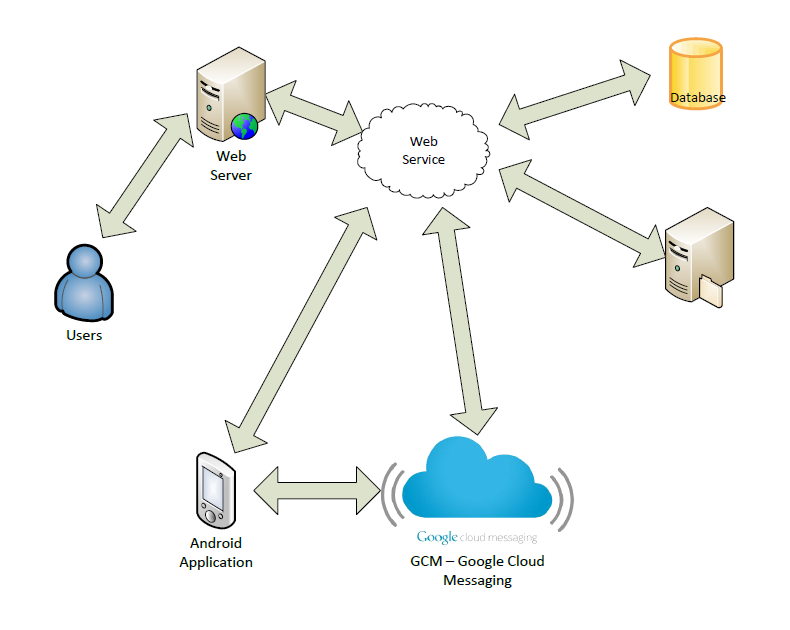 Database
Web
Service
Web
Server
Users
Google cloud messaging
Android
Application
GCM – Google Cloud
Messaging